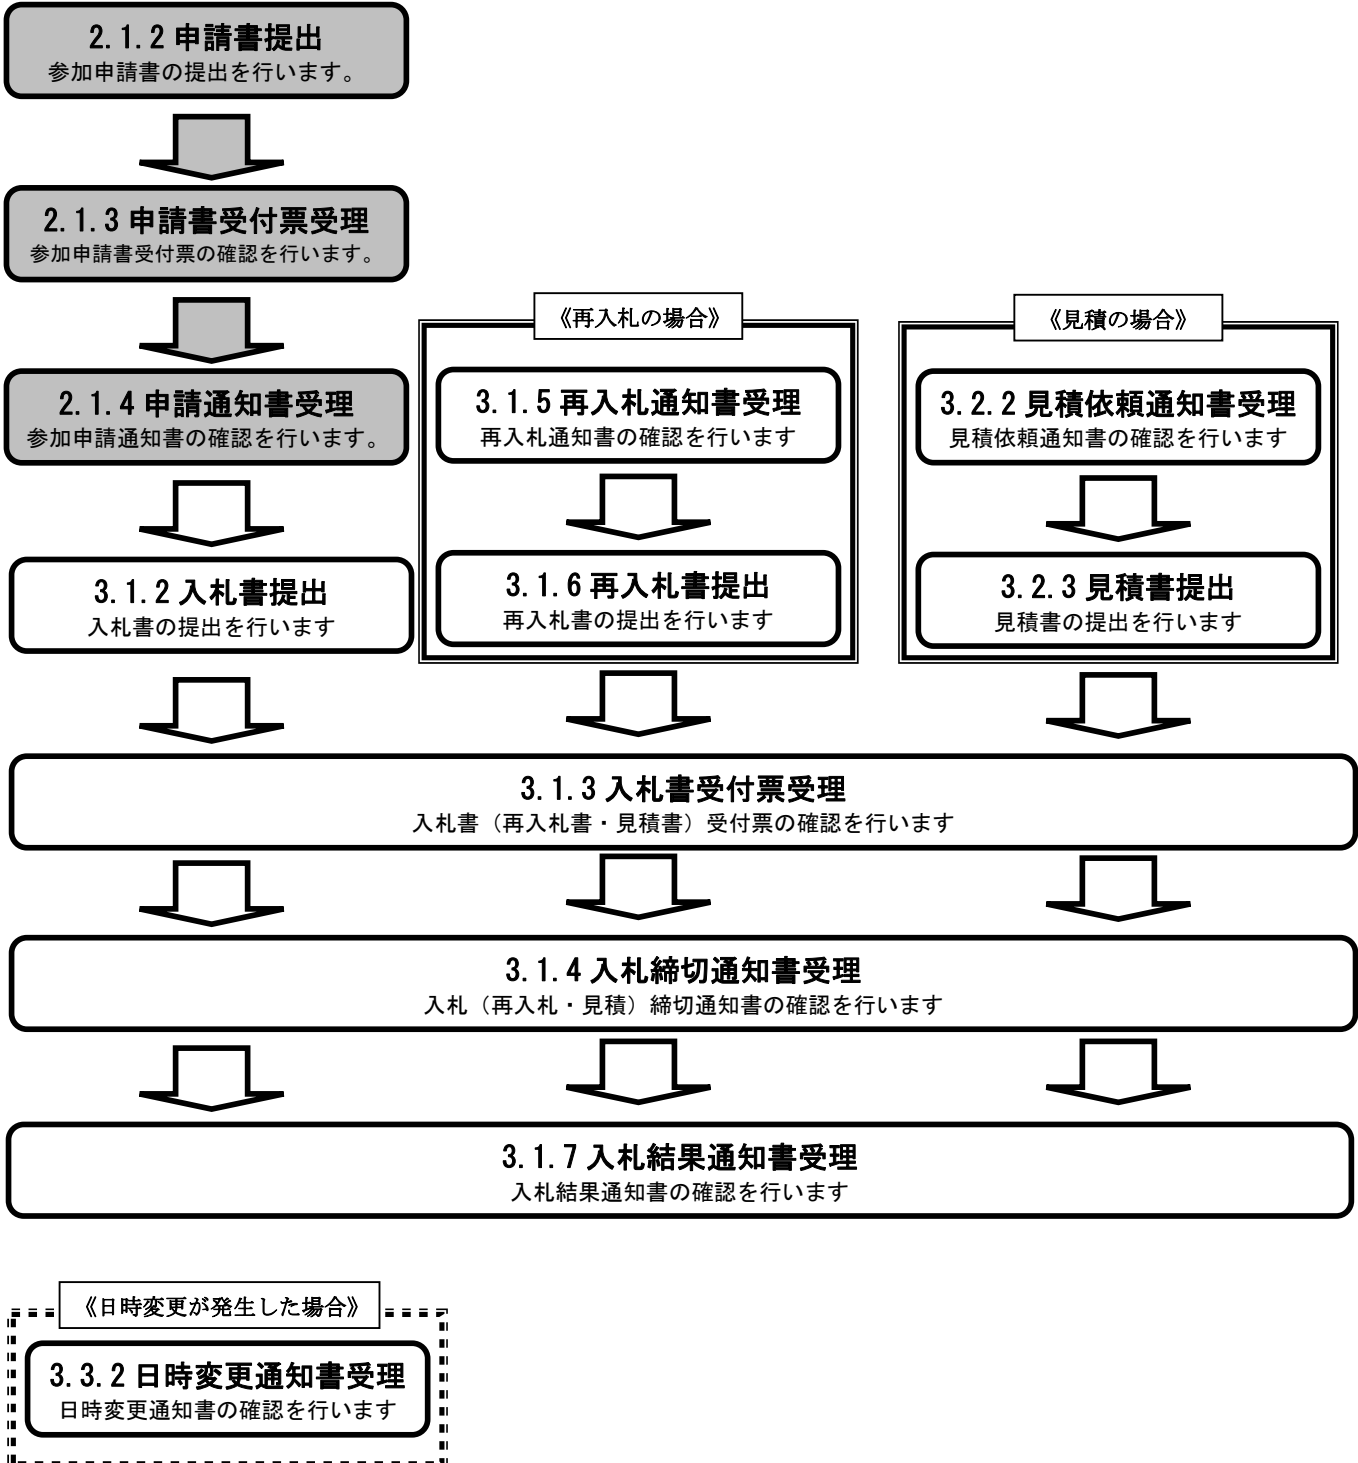 2.1.2 申請書提出
参加申請書の提出を行います。
2.1.3 申請書受付票受理
参加申請書受付票の確認を行います。
2.1.4 申請通知書受理
参加申請通知書の確認を行います。
3.1.2 入札書提出
入札書の提出を行います
《再入札の場合》
3.1.5 再入札通知書受理
再入札通知書の確認を行います
3.1.6 再入札書提出
再入札書の提出を行います
《見積の場合》
3.2.2 見積依頼通知書受理
見積依頼通知書の確認を行います
3.2.3 見積書提出
見積書の提出を行います
3.1.3 入札書受付票受理
入札書（再入札書・見積書）受付票の確認を行います
3.1.4 入札締切通知書受理
入札（再入札・見積）締切通知書の確認を行います
3.1.7 入札結果通知書受理
入札結果通知書の確認を行います
《日時変更が発生した場合》
3.3.2 日時変更通知書受理
日時変更通知書の確認を行います